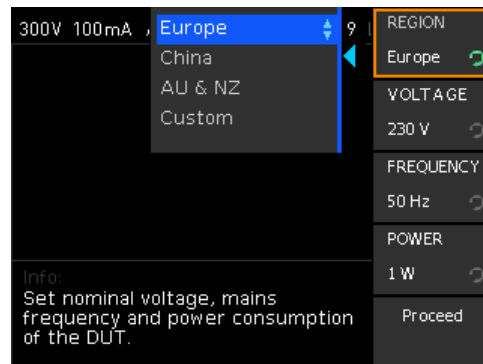 300V 100mA
9
Europe
China
AU & NZ
Custom
REGION
Europe
VOLTAGE
230 V
FREQUENCY
50 Hz
POWER
1 W
Proceed
Info:
Set nominal voltage, mains
frequency and power consumption
of the DUT.